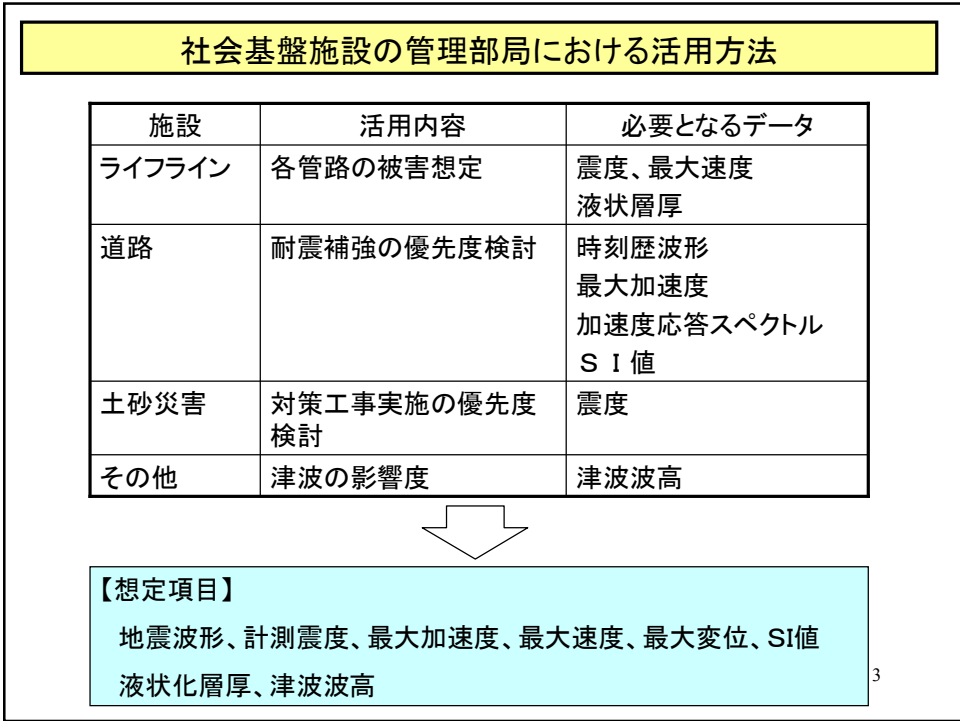 社会基盤施設の管理部局における活用方法
施設 活用内容 必要となるデータ
ライフライン 各管路の被害想定 震度、最大速度
液状層厚
道路 耐震補強の優先度検討 時刻歴波形
最大加速度
加速度応答スペクトル
ＳＩ値
土砂災害 対策工事実施の優先度 震度
検討
その他 津波の影響度 津波波高
【想定項目】
地震波形、計測震度、最大加速度、最大速度、最大変位、SI値
液状化層厚、津波波高
3